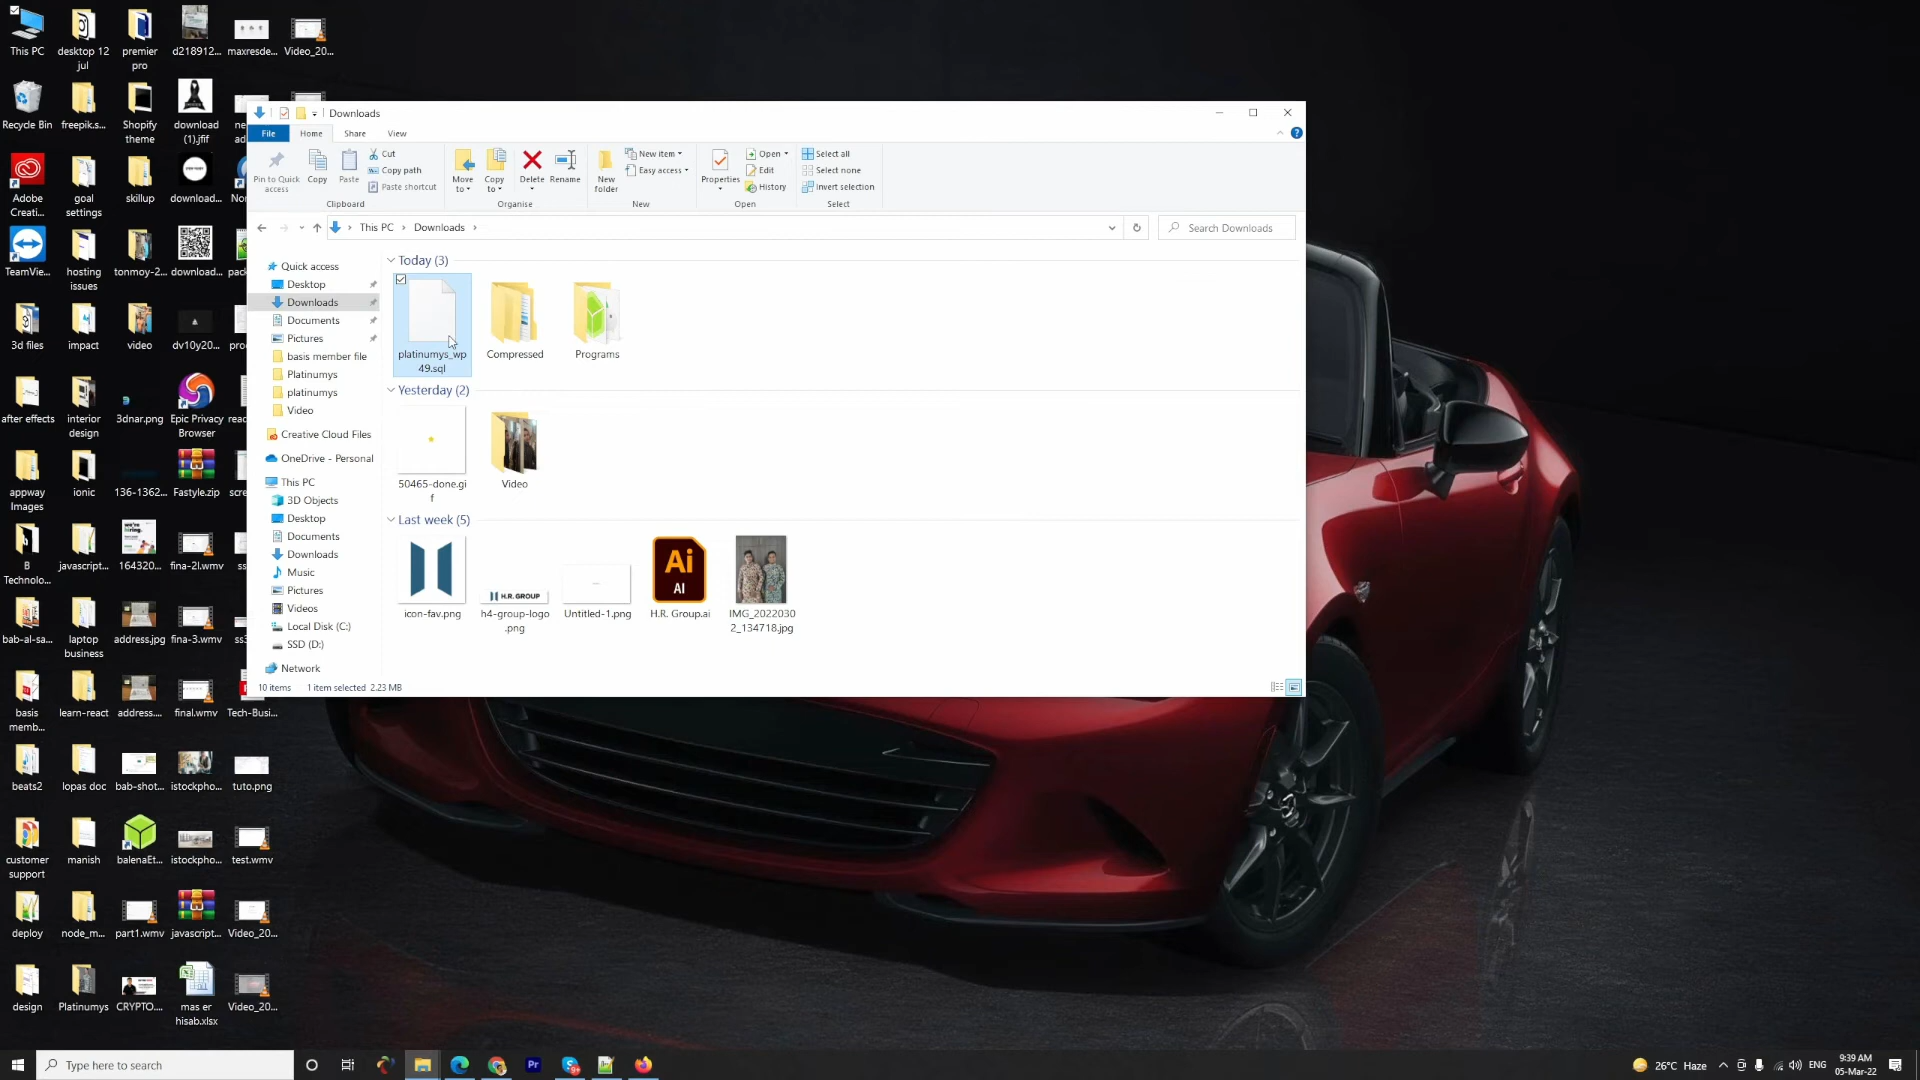 This PC
desktop 12 jul
premier pro
d218912...
maxresde...
Video_20...
Recycle Bin
freepik.s...
Shopify theme
download (1).jfif
Adobe Creati...
goal settings
skillup
download...
TeamVie...
hosting issues
tonmoy-2...
download...
3d files
impact
video
dv10y20...
after effects
interior design
3dnar.png
Epic Privacy Browser
appway Images
ionic
136-1362...
Fastyle.zip
B Technolo...
javascript...
164320...
fina-2l.wmv
bab-al-sa...
laptop business
address.jpg
fina-3.wmv
basis memb...
learn-react
address....
final.wmv
Tech-Busi...
beats2
lopas doc
bab-shot...
istockpho...
tuto.png
customer support
manish
balenaEt...
istockpho...
test.wmv
deploy
node_m...
part1.wmv
javascript...
Video_20...
design
Platinumys
CRYPTO....
mas er hisab.xlsx
Video_20...
Downloads
File Home Share View
Pin to Quick access
Copy
Paste
Cut
Copy path
Paste shortcut
Clipboard
Move to
Copy to
Delete
Rename
Organise
New folder
New item
Easy access
New
Properties
Open
Edit
History
Open
Select all
Select none
Invert selection
Select
This PC › Downloads ›
Search Downloads
Quick access
Desktop
Downloads
Documents
Pictures
basis member file
Platinumys
platinumys
Video
Creative Cloud Files
OneDrive - Personal
This PC
3D Objects
Desktop
Documents
Downloads
Music
Pictures
Videos
Local Disk (C:)
SSD (D:)
Network
Today (3)
platinumys_wp49.sql
Compressed
Programs
Yesterday (2)
50465-done.gif
Video
Last week (5)
icon-fav.png
H.R. GROUP
h4-group-logo.png
Untitled-1.png
Ai
AI
H.R. Group.ai
IMG_20220302_134718.jpg
10 items 1 item selected 2.23 MB
Type here to search
Pr
26°C Haze
ENG
9:39 AM
05-Mar-22